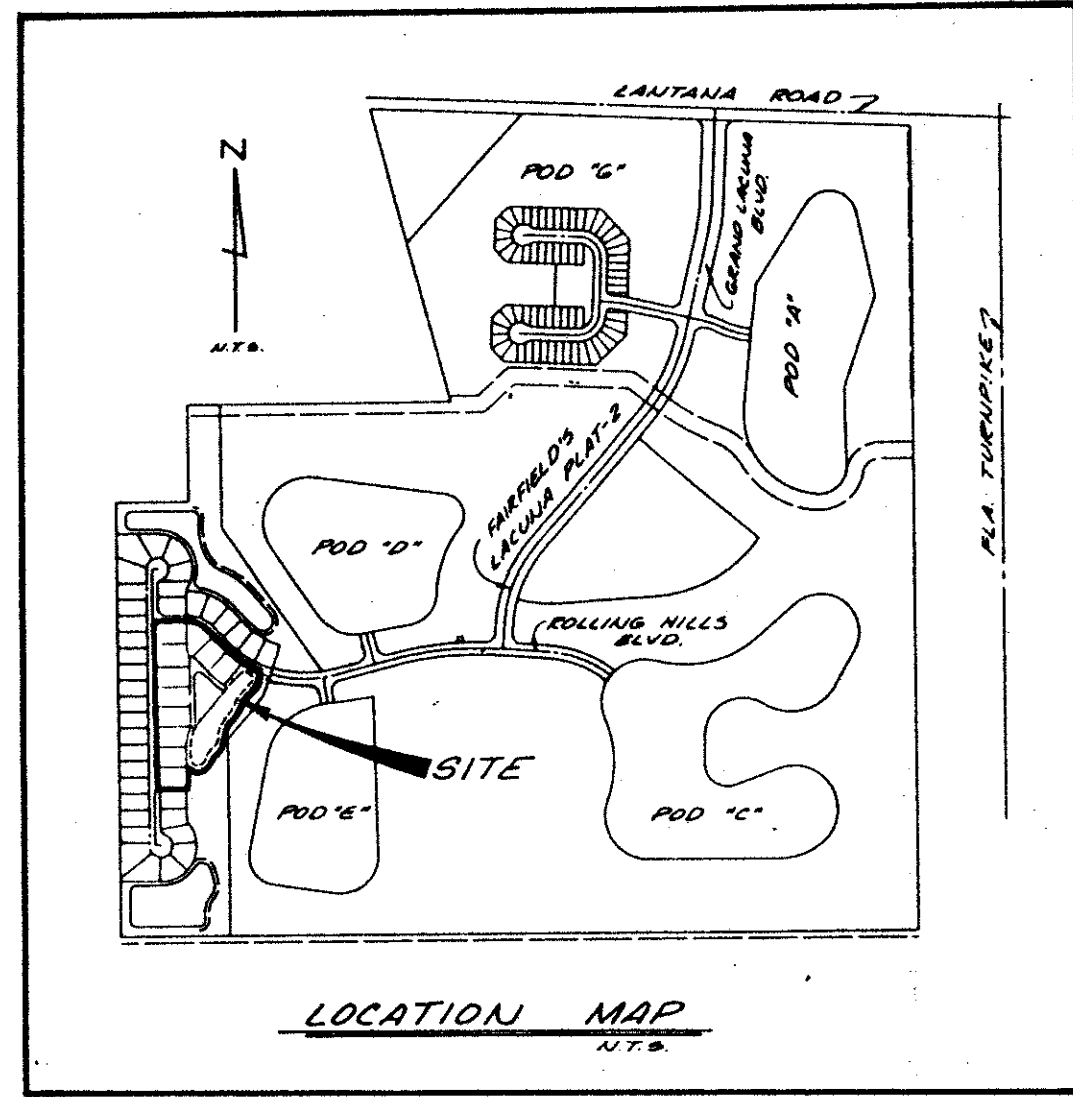 LANTANA ROAD
POD "G"
GRAND LACUNA
BLVD.
N
N.T.S.
POD "A"
FLA. TURNPIKE
FAIRFIELD'S
LACUNA PLAT-2
POD "D"
ROLLING HILLS
BLVD.
SITE
POD "E"
POD "C"
LOCATION MAP
N.T.S.